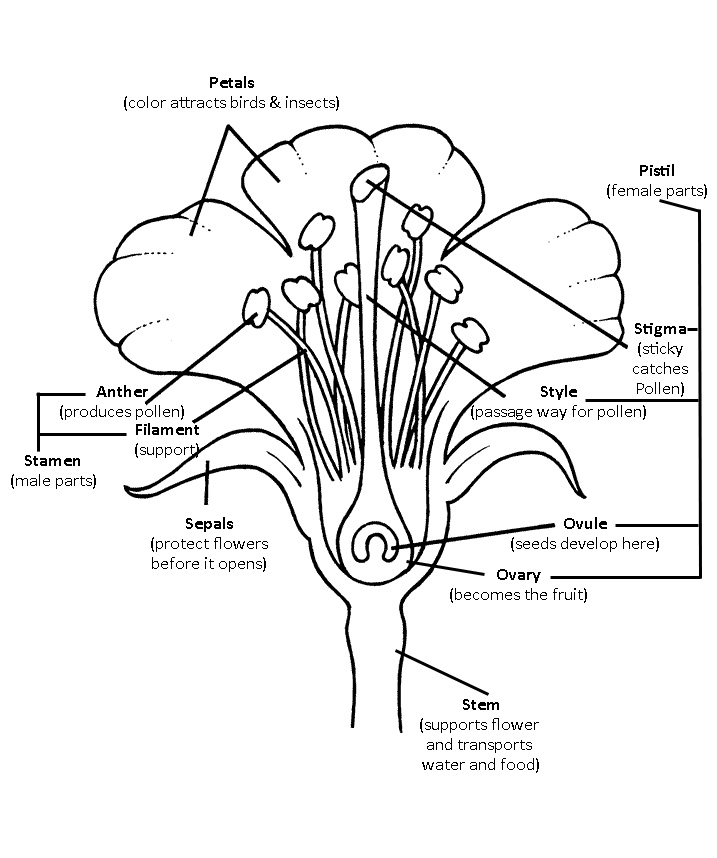 Petals
(color attracts birds & insects)
Pistil
(female parts)
Stigma
(sticky
catches
Pollen)
Anther
(produces pollen)
Style
(passage way for pollen)
Filament
(support)
Stamen
(male parts)
Sepals
(protect flowers
before it opens)
Ovule
(seeds develop here)
Ovary
(becomes the fruit)
Stem
(supports flower
and transports
water and food)